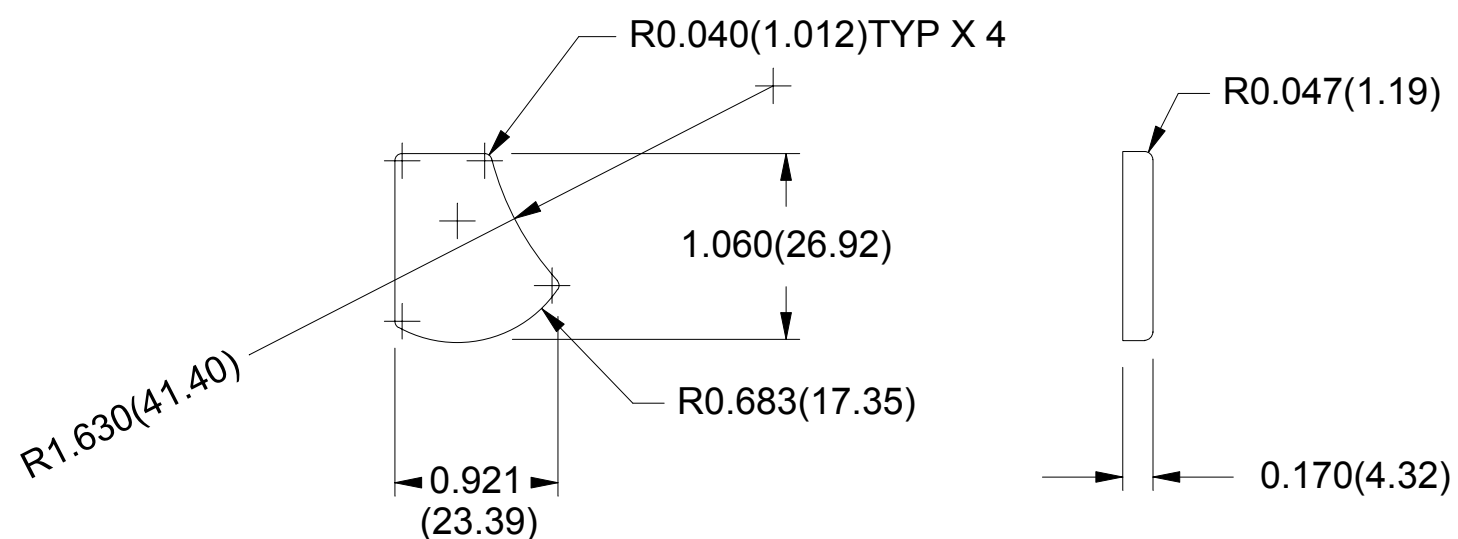 R0.040(1.012)TYP X 4
R0.047(1.19)
1.060(26.92)
R1.630(41.40)
R0.683(17.35)
0.921
(23.39)
0.170(4.32)